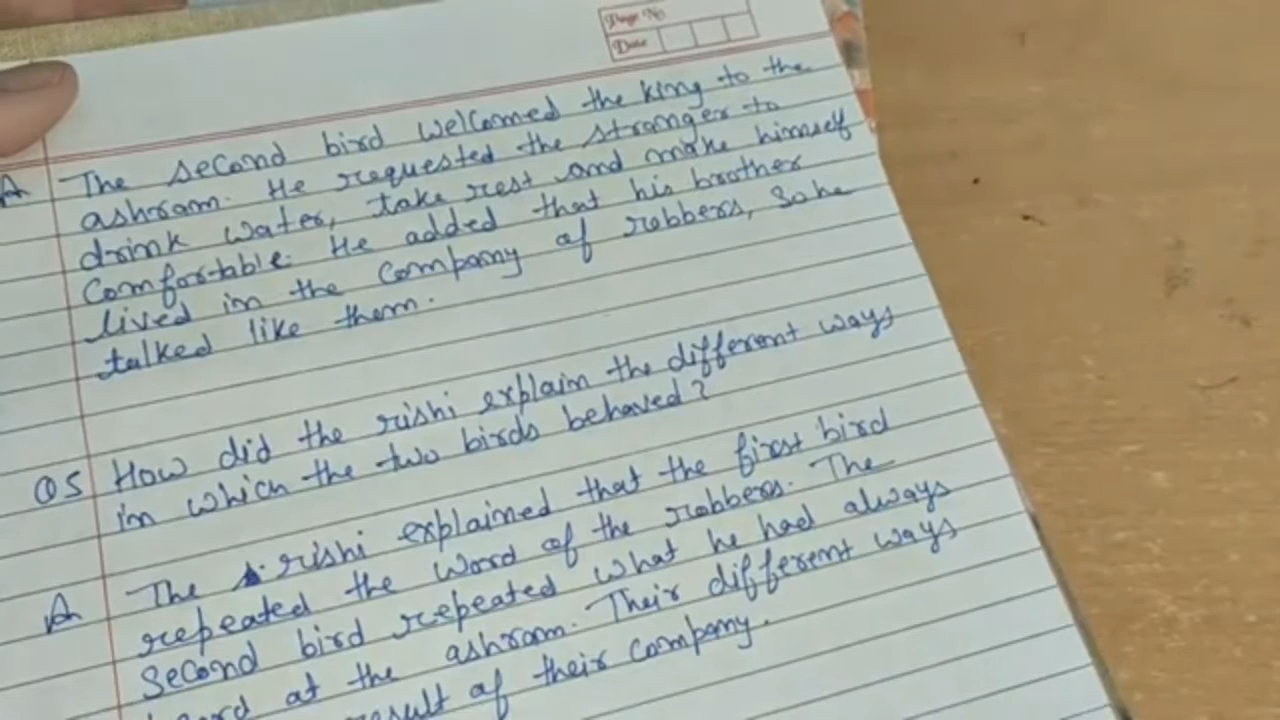 Page No.
Date
A The second bird welcomed the king to the
ashram. He requested the stranger to
drink water, take rest and make himself
comfortable. He added that his brother
lived in the company of robbers, so he
talked like them.
Q5 How did the rishi explain the different ways
in which the two birds behaved?
A The rishi explained that the first bird
repeated the word of the robbers. The
second bird repeated what he had always
at the ashram. Their different ways
result of their company.